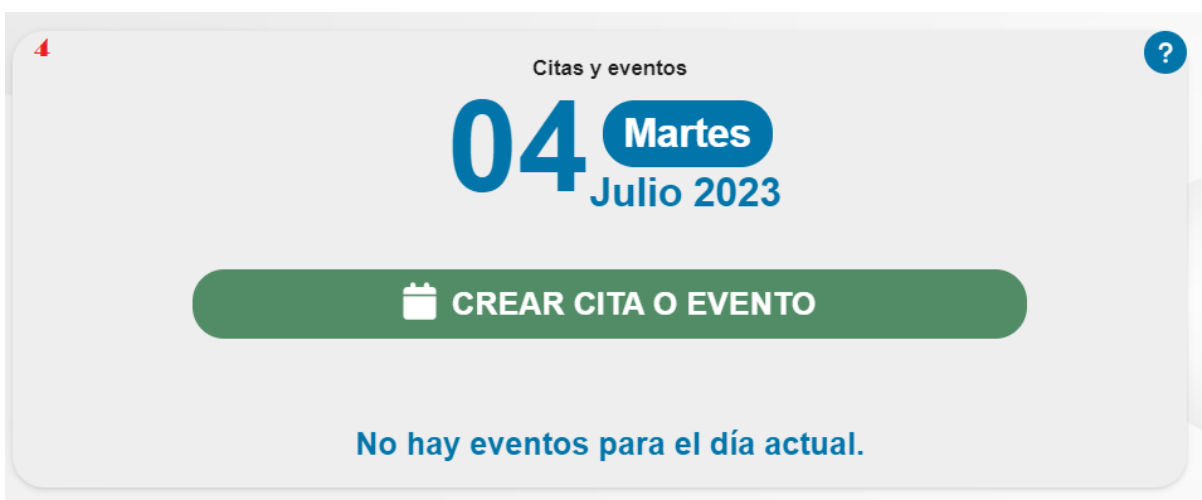 4
Citas y eventos
?
04 Martes
Julio 2023
CREAR CITA O EVENTO
No hay eventos para el día actual.